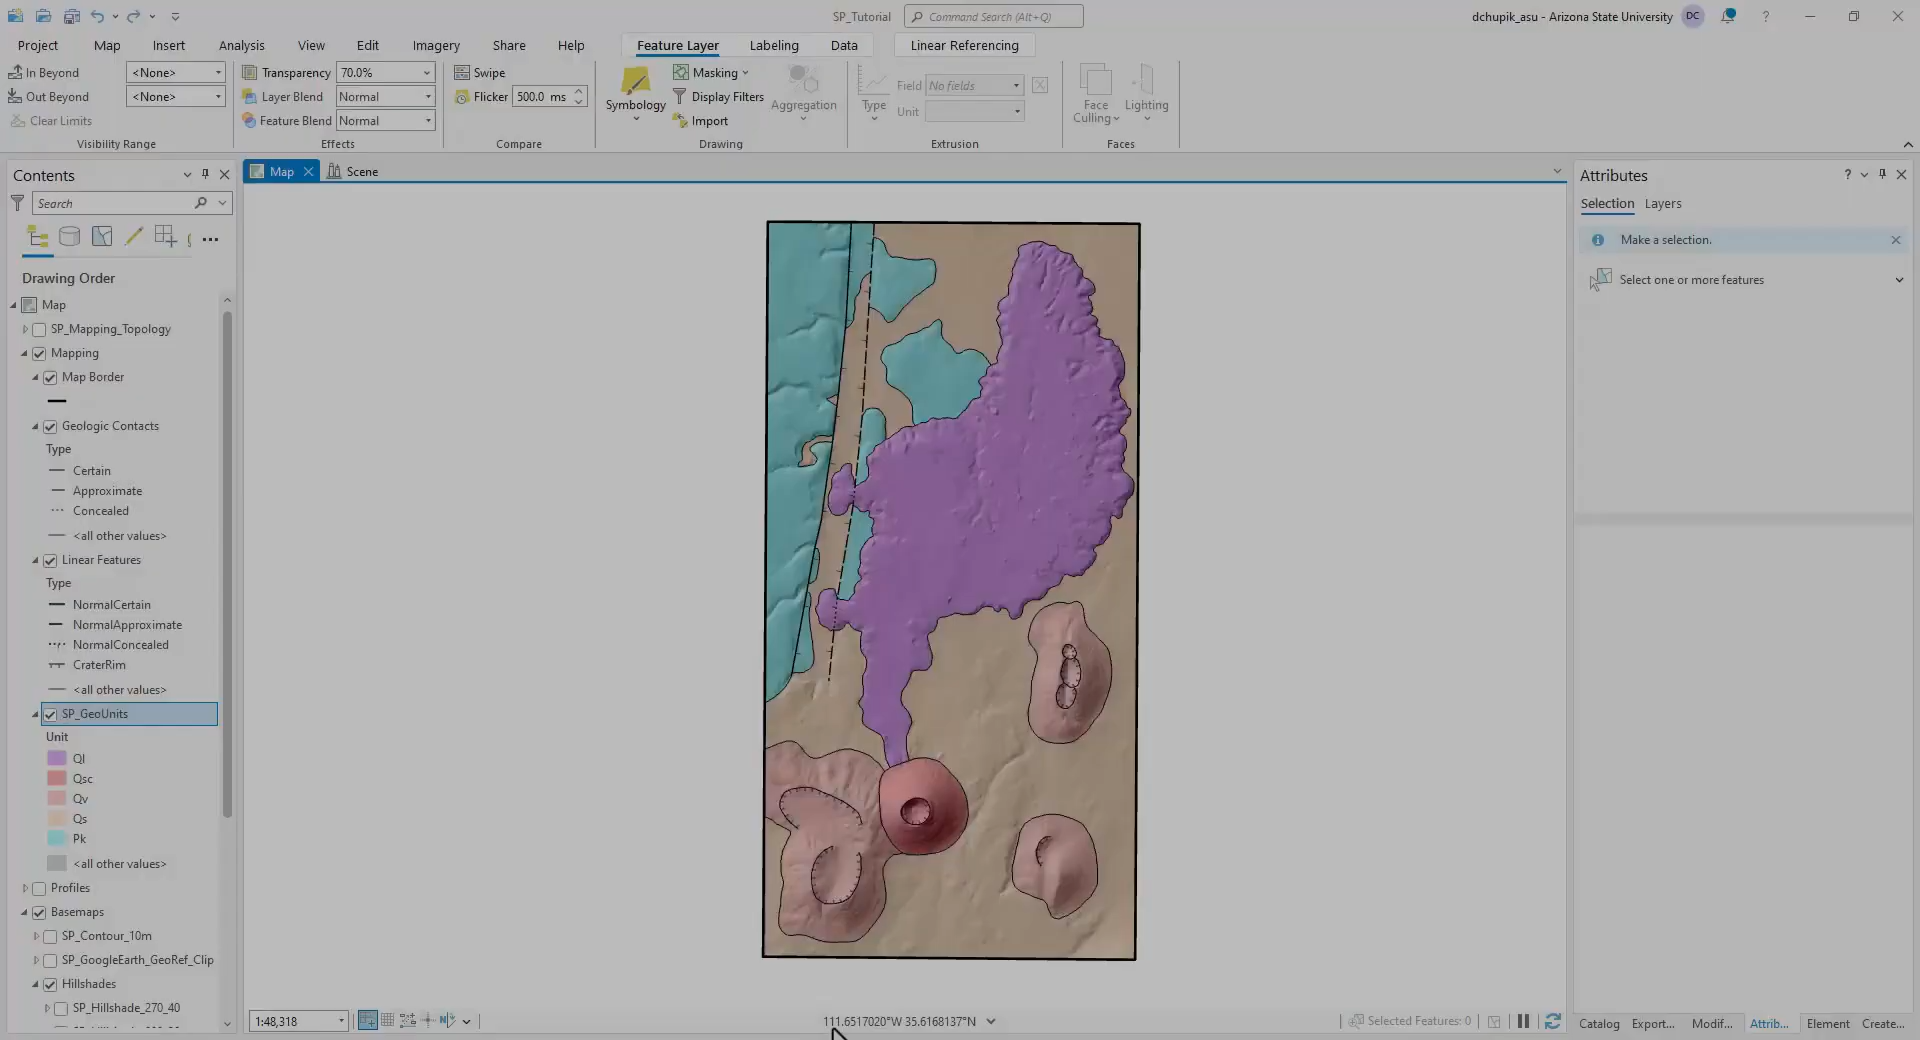 SP_Tutorial
Command Search (Alt+Q)
dchupik_asu - Arizona State University
DC
?
Project
Map
Insert
Analysis
View
Edit
Imagery
Share
Help
Feature Layer
Labeling
Data
Linear Referencing
In Beyond
<None>
Out Beyond
<None>
Clear Limits
Visibility Range
Transparency
70.0%
Layer Blend
Normal
Feature Blend
Normal
Effects
Swipe
Flicker
500.0 ms
Compare
Symbology
Masking
Display Filters
Import
Aggregation
Drawing
Type
Field
No fields
Unit
Extrusion
Face
Culling
Lighting
Faces
Contents
Search
Drawing Order
Map
SP_Mapping_Topology
Mapping
Map Border
Geologic Contacts
Type
Certain
Approximate
Concealed
<all other values>
Linear Features
Type
NormalCertain
NormalApproximate
NormalConcealed
CraterRim
<all other values>
SP_GeoUnits
Unit
Ql
Qsc
Qv
Qs
Pk
<all other values>
Profiles
Basemaps
SP_Contour_10m
SP_GoogleEarth_GeoRef_Clip
Hillshades
SP_Hillshade_270_40
Map
Scene
1:48,318
111.6517020°W 35.6168137°N
Selected Features: 0
Attributes
?
Selection
Layers
Make a selection.
Select one or more features
Catalog
Export...
Modif...
Attrib...
Element
Create...